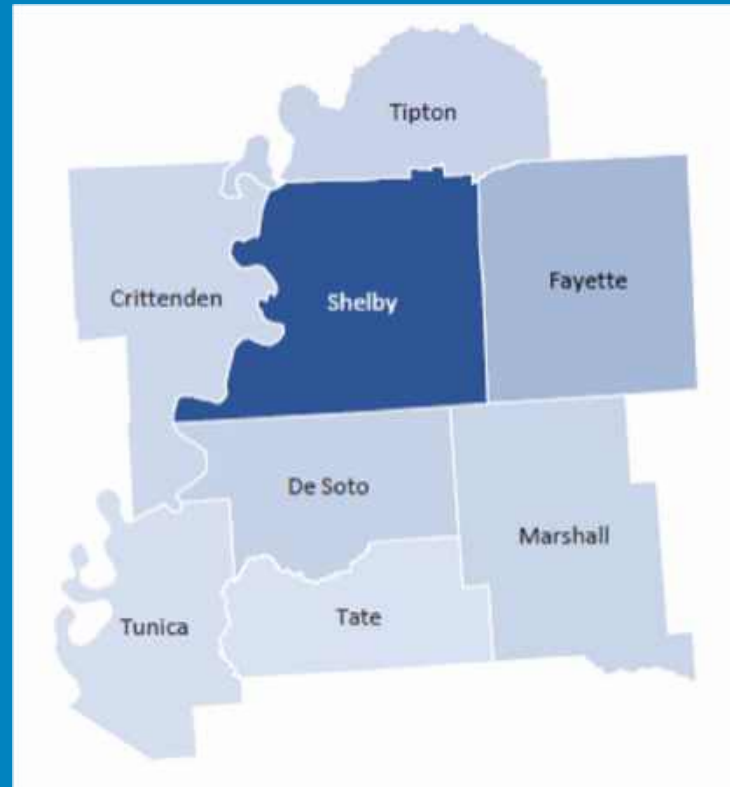 Tipton
Fayette
Crittenden
Shelby
De Soto
Marshall
Tunica
Tate